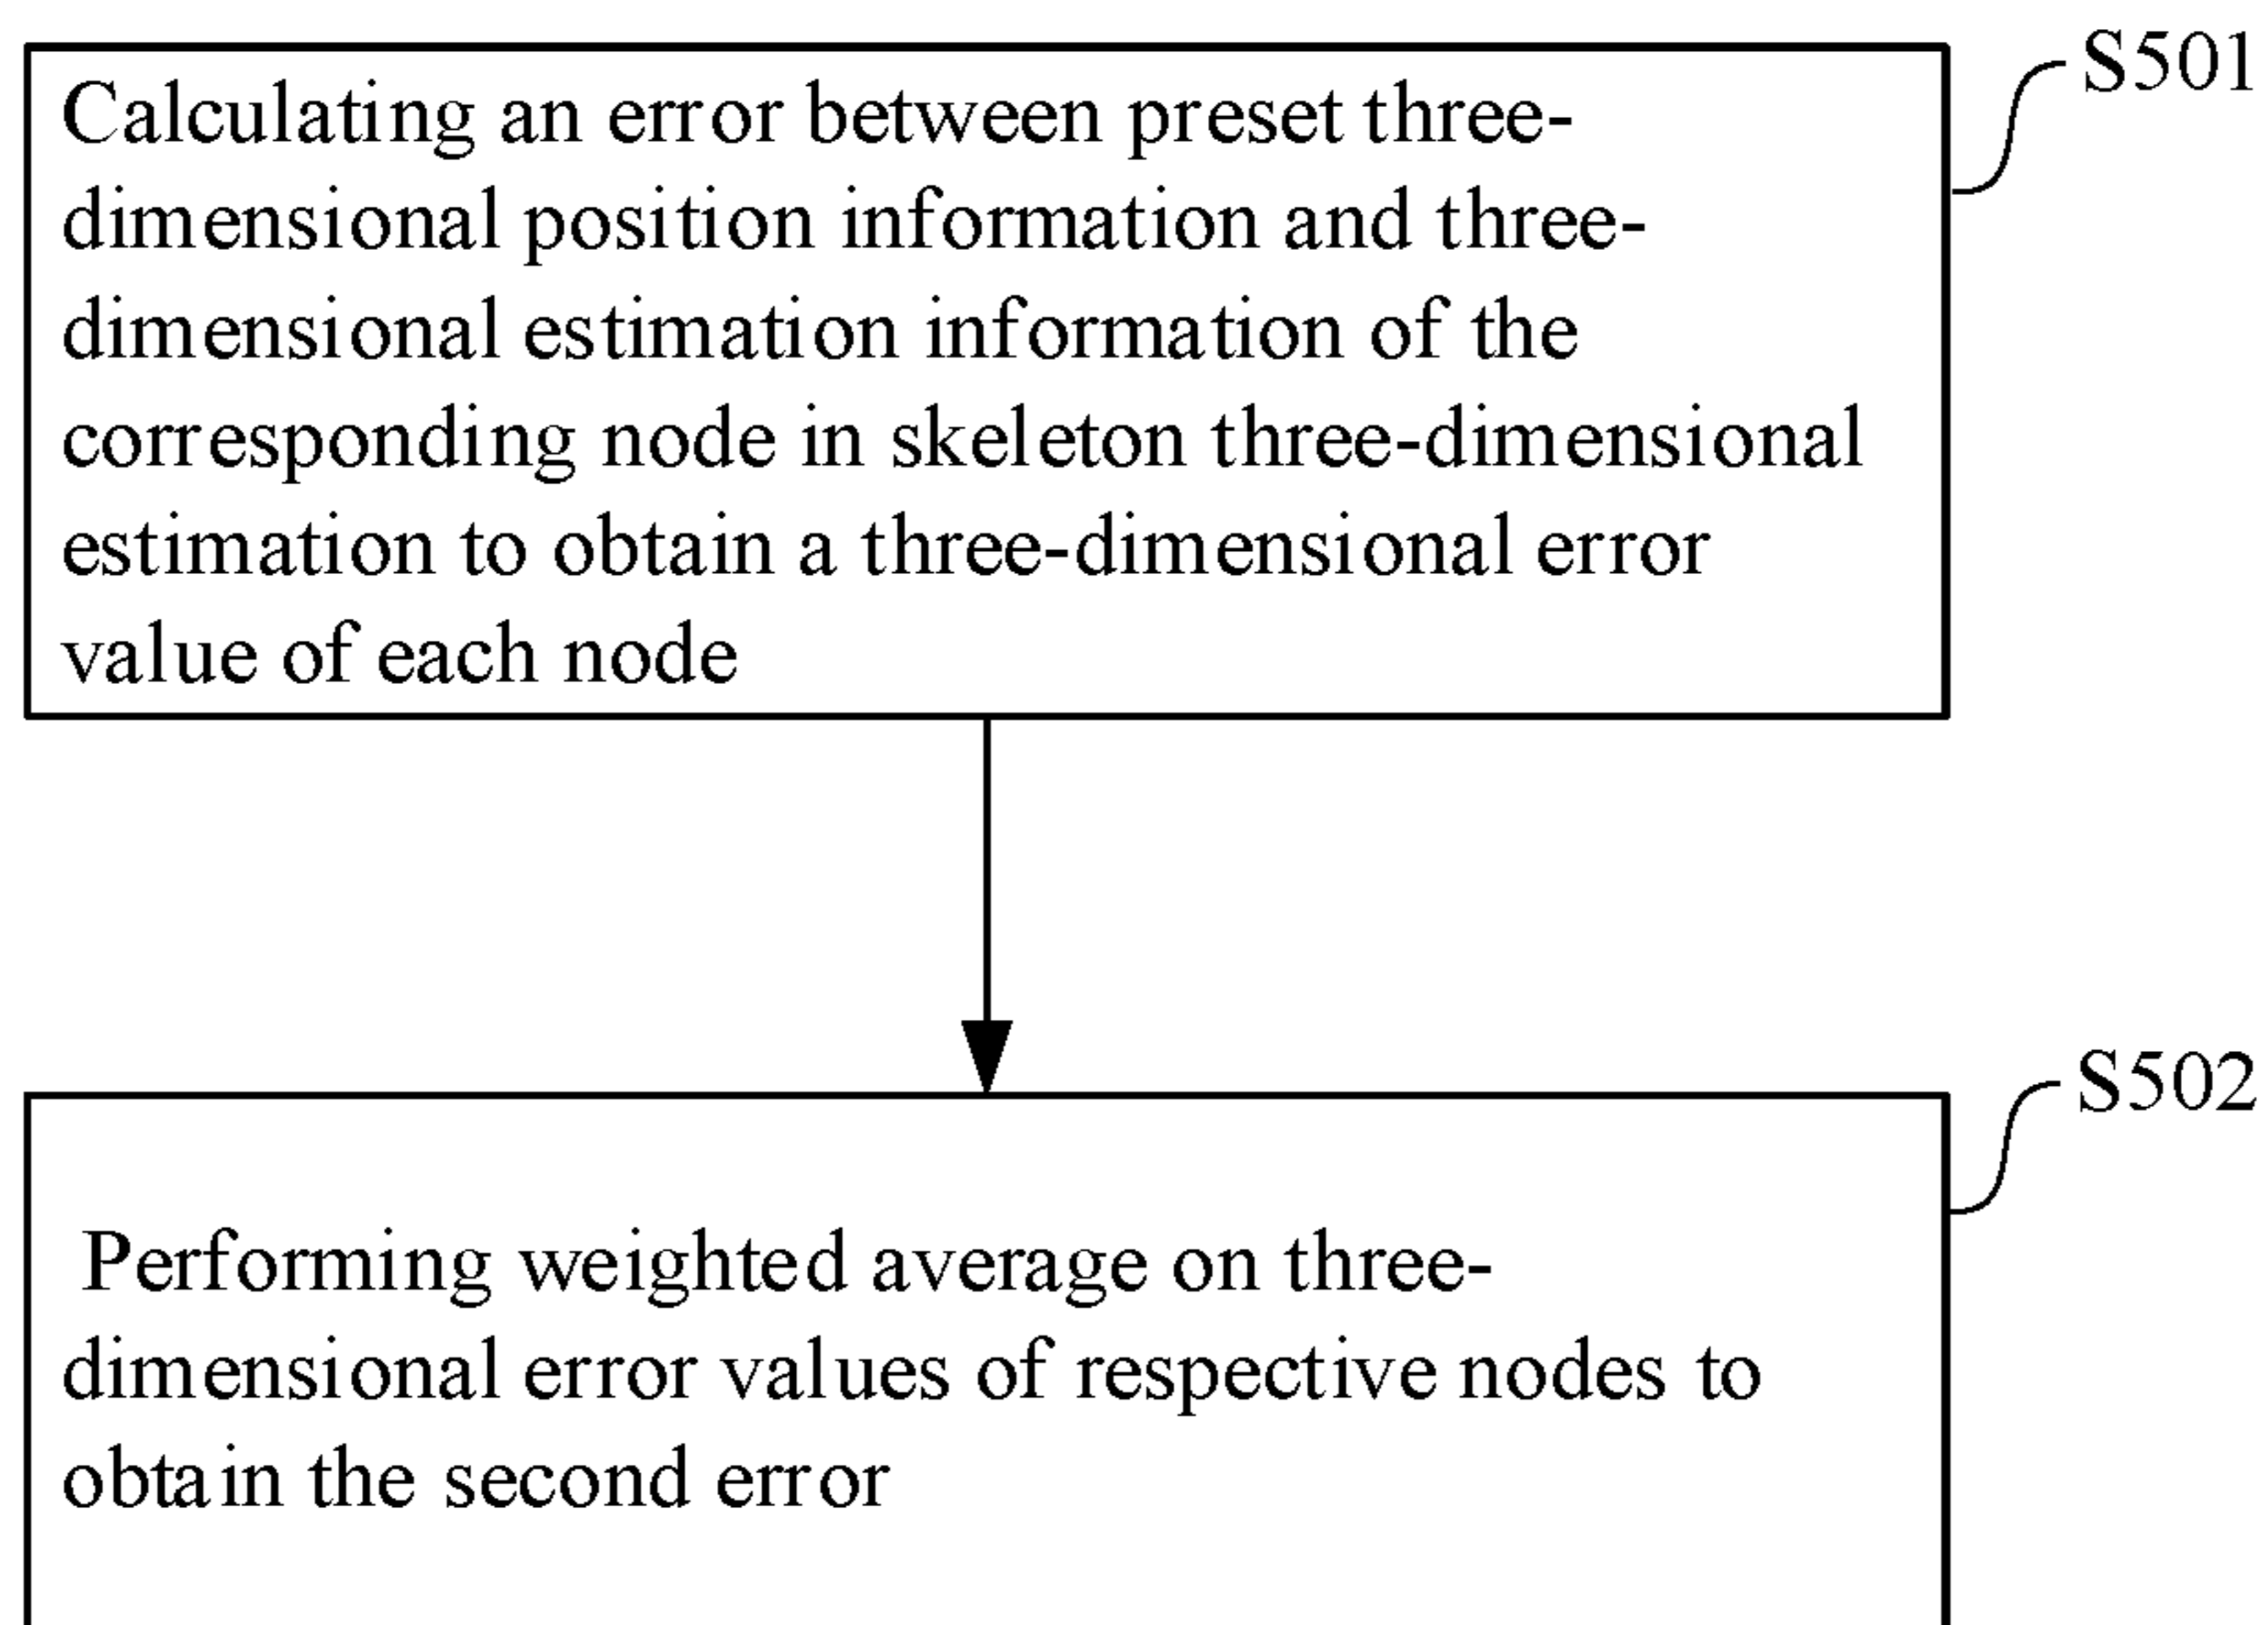 S501
Calculating an error between preset three-
dimensional position information and three-
dimensional estimation information of the
corresponding node in skeleton three-dimensional
estimation to obtain a three-dimensional error
value of each node
S502
Performing weighted average on three-
dimensional error values of respective nodes to
obtain the second error